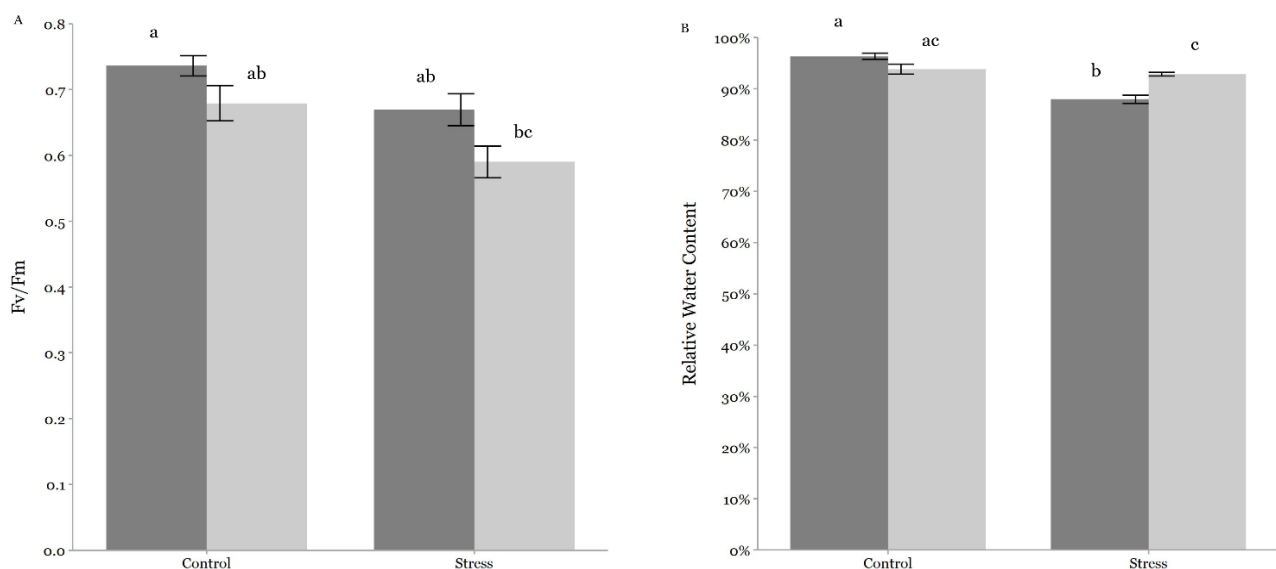 A
0.8
0.7
0.6
0.5
0.4
0.3
0.2
0.1
0.0
Fv/Fm
a
ab
ab
bc
Control
Stress
B
100%
90%
80%
70%
60%
50%
40%
30%
20%
10%
0%
Relative Water Content
a
ac
b
c
Control
Stress